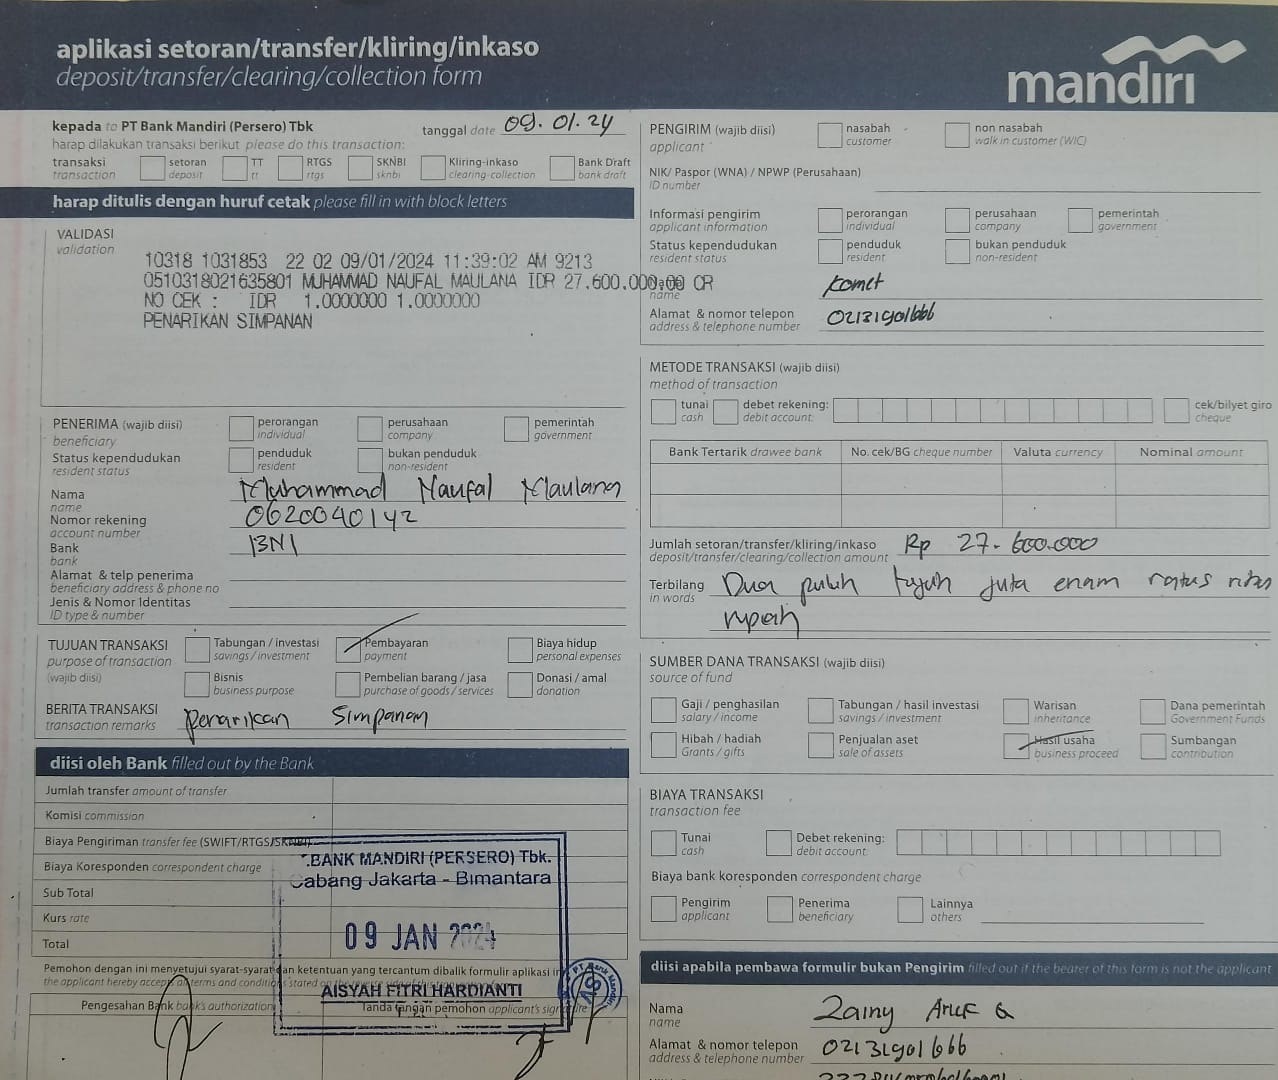 aplikasi setoran/transfer/kliring/inkaso
deposit/transfer/clearing/collection form
mandiri
kepada to PT Bank Mandiri (Persero) Tbk
tanggal date 09. 01. 24
harap dilakukan transaksi berikut please do this transaction:
transaksi transaction
setoran deposit
TT tt
RTGS rtgs
SKNBI sknbi
Kliring-inkaso clearing-collection
Bank Draft bank draft
harap ditulis dengan huruf cetak please fill in with block letters
VALIDASI
validation
10318 1031853 22 02 09/01/2024 11:39:02 AM 9213
0510318021635801 MUHAMMAD NAUFAL MAULANA IDR 27.600.000.00 CR
NO CEK : IDR 1.0000000 1.0000000
PENARIKAN SIMPANAN
PENERIMA (wajib diisi)
beneficiary
perorangan individual
perusahaan company
pemerintah government
Status kependudukan
resident status
penduduk resident
bukan penduduk non-resident
Nama Muhammad Naufal Maulana
name
Nomor rekening 0620040142
account number
Bank BNI
bank
Alamat & telp penerima
beneficiary address & phone no
Jenis & Nomor Identitas
ID type & number
TUJUAN TRANSAKSI
purpose of transaction
(wajib diisi)
Tabungan / investasi savings / investment
Pembayaran payment
Biaya hidup personal expenses
Bisnis business purpose
Pembelian barang / jasa purchase of goods / services
Donasi / amal donation
BERITA TRANSAKSI
transaction remarks
Penarikan Simpanan
diisi oleh Bank filled out by the Bank
Jumlah transfer amount of transfer
Komisi commission
Biaya Pengiriman transfer fee (SWIFT/RTGS/SKNBI)
Biaya Koresponden correspondent charge
Sub Total
Kurs rate
Total
BANK MANDIRI (PERSERO) Tbk.
Cabang Jakarta - Bimantara
09 JAN 2024
AISYAH FITRI HARDIANTI
Pemohon dengan ini menyetujui syarat-syarat dan ketentuan yang tercantum dibalik formulir aplikasi
the applicant hereby accept all terms and conditions stated on
Pengesahan Bank bank's authorization
Tanda tangan pemohon applicant's signature
PENGIRIM (wajib diisi)
applicant
nasabah customer
non nasabah walk in customer (WIC)
NIK/ Paspor (WNA) / NPWP (Perusahaan)
ID number
Informasi pengirim
applicant information
perorangan individual
perusahaan company
pemerintah government
Status kependudukan
resident status
penduduk resident
bukan penduduk non-resident
name
Komet
Alamat & nomor telepon 02131901666
address & telephone number
METODE TRANSAKSI (wajib diisi)
method of transaction
tunai cash
debet rekening: debit account:
cek/bilyet giro cheque
Bank Tertarik drawee bank
No. cek/BG cheque number
Valuta currency
Nominal amount
Jumlah setoran/transfer/kliring/inkaso Rp 27.600.000
deposit/transfer/clearing/collection amount
Terbilang Dua puluh tujuh juta enam ratus ribu
in words rupiah
SUMBER DANA TRANSAKSI (wajib diisi)
source of fund
Gaji / penghasilan salary / income
Tabungan / hasil investasi savings / investment
Warisan inheritance
Dana pemerintah Government Funds
Hibah / hadiah Grants / gifts
Penjualan aset sale of assets
Hasil usaha business proceed
Sumbangan contribution
BIAYA TRANSAKSI
transaction fee
Tunai cash
Debet rekening: debit account:
Biaya bank koresponden correspondent charge
Pengirim applicant
Penerima beneficiary
Lainnya others
diisi apabila pembawa formulir bukan Pengirim filled out if the bearer of this form is not the applicant
Nama Zainy Arief G
name
Alamat & nomor telepon 02131901666
address & telephone number